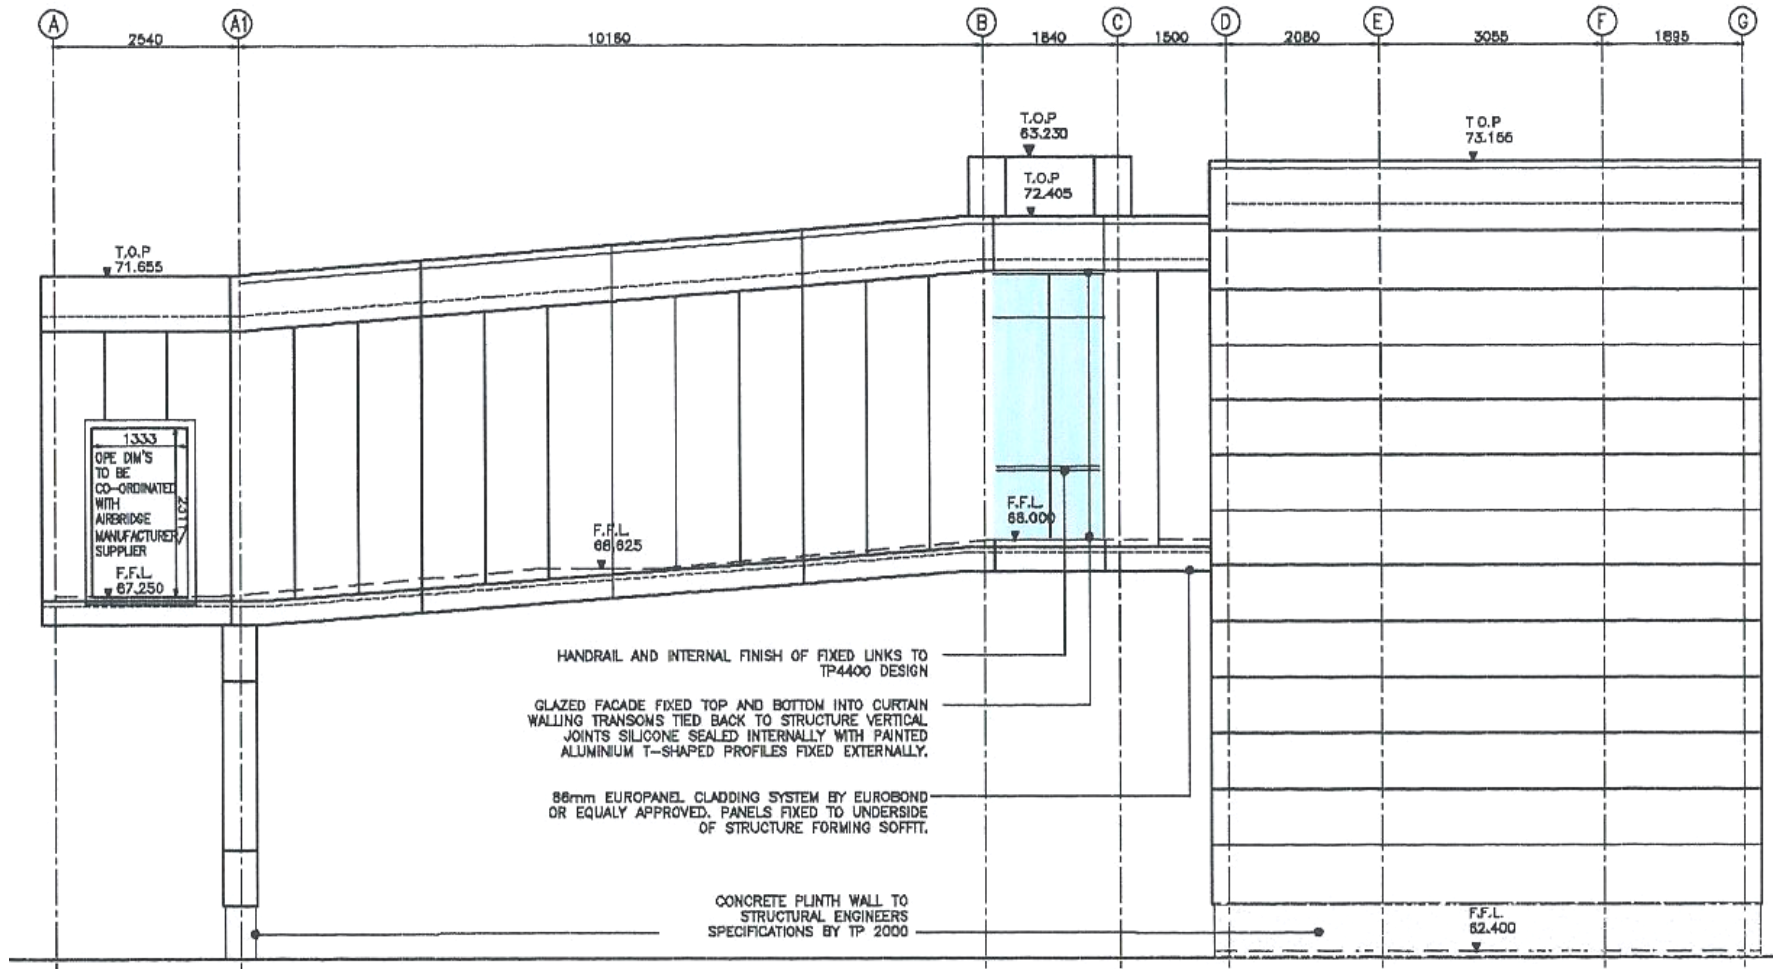 A A1 B C D E F G
2540 10160 1840 1500 2080 3055 1895
T.O.P
63.230
T.O.P
73.166
T.O.P
72.405
T.O.P
71.655
1333
OPE DIM'S
TO BE
CO-ORDINATED
WITH
AIRBRIDGE
MANUFACTURER/
SUPPLIER
2317
F.F.L
67.250
F.F.L
68.625
F.F.L
68.000
HANDRAIL AND INTERNAL FINISH OF FIXED LINKS TO
TP4400 DESIGN
GLAZED FACADE FIXED TOP AND BOTTOM INTO CURTAIN
WALLING TRANSOMS TIED BACK TO STRUCTURE VERTICAL
JOINTS SILICONE SEALED INTERNALLY WITH PAINTED
ALUMINIUM T-SHAPED PROFILES FIXED EXTERNALLY.
86mm EUROPANEL CLADDING SYSTEM BY EUROBOND
OR EQUALY APPROVED. PANELS FIXED TO UNDERSIDE
OF STRUCTURE FORMING SOFFIT.
CONCRETE PLINTH WALL TO
STRUCTURAL ENGINEERS
SPECIFICATIONS BY TP 2000
F.F.L
62.400